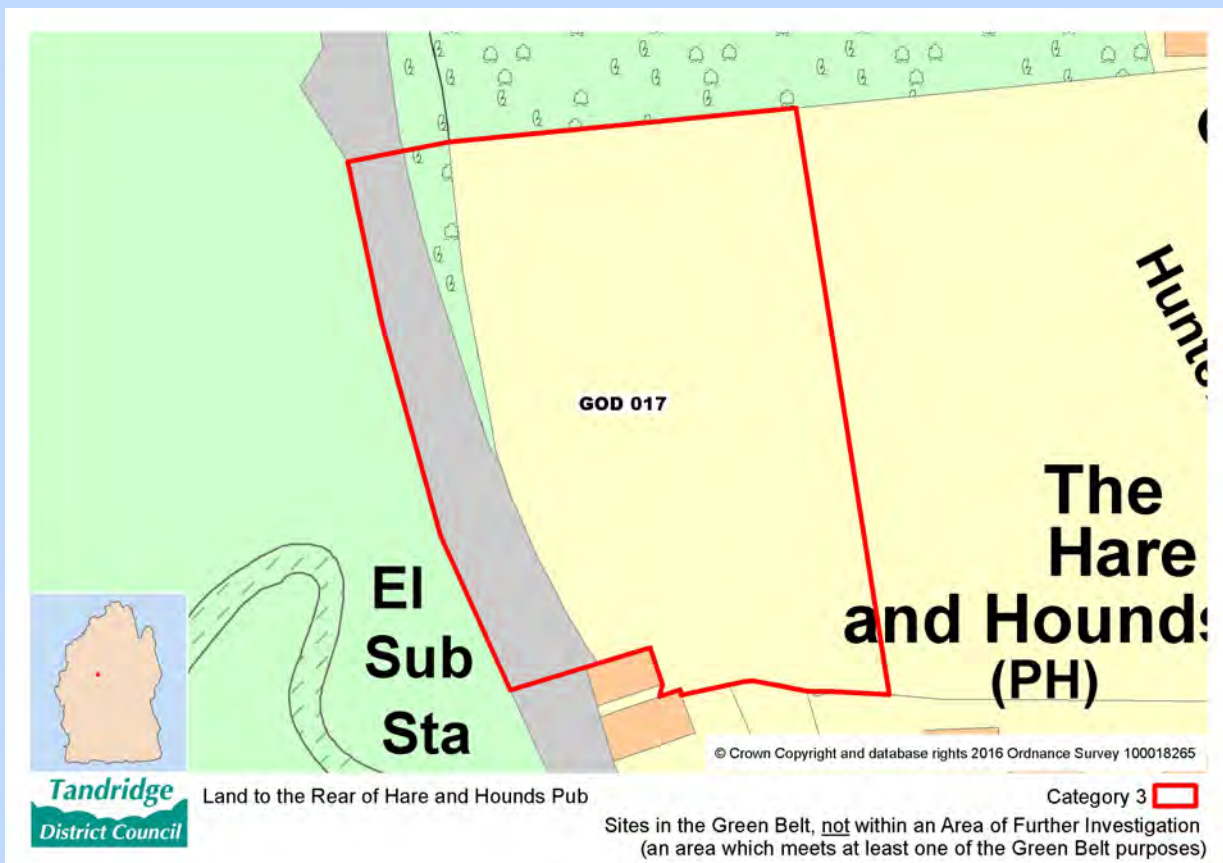 Hunte
GOD 017
The
Hare
and Hounds
(PH)
El
Sub
Sta
© Crown Copyright and database rights 2016 Ordnance Survey 100018265
Tandridge
District Council
Land to the Rear of Hare and Hounds Pub
Category 3
Sites in the Green Belt, not within an Area of Further Investigation
(an area which meets at least one of the Green Belt purposes)